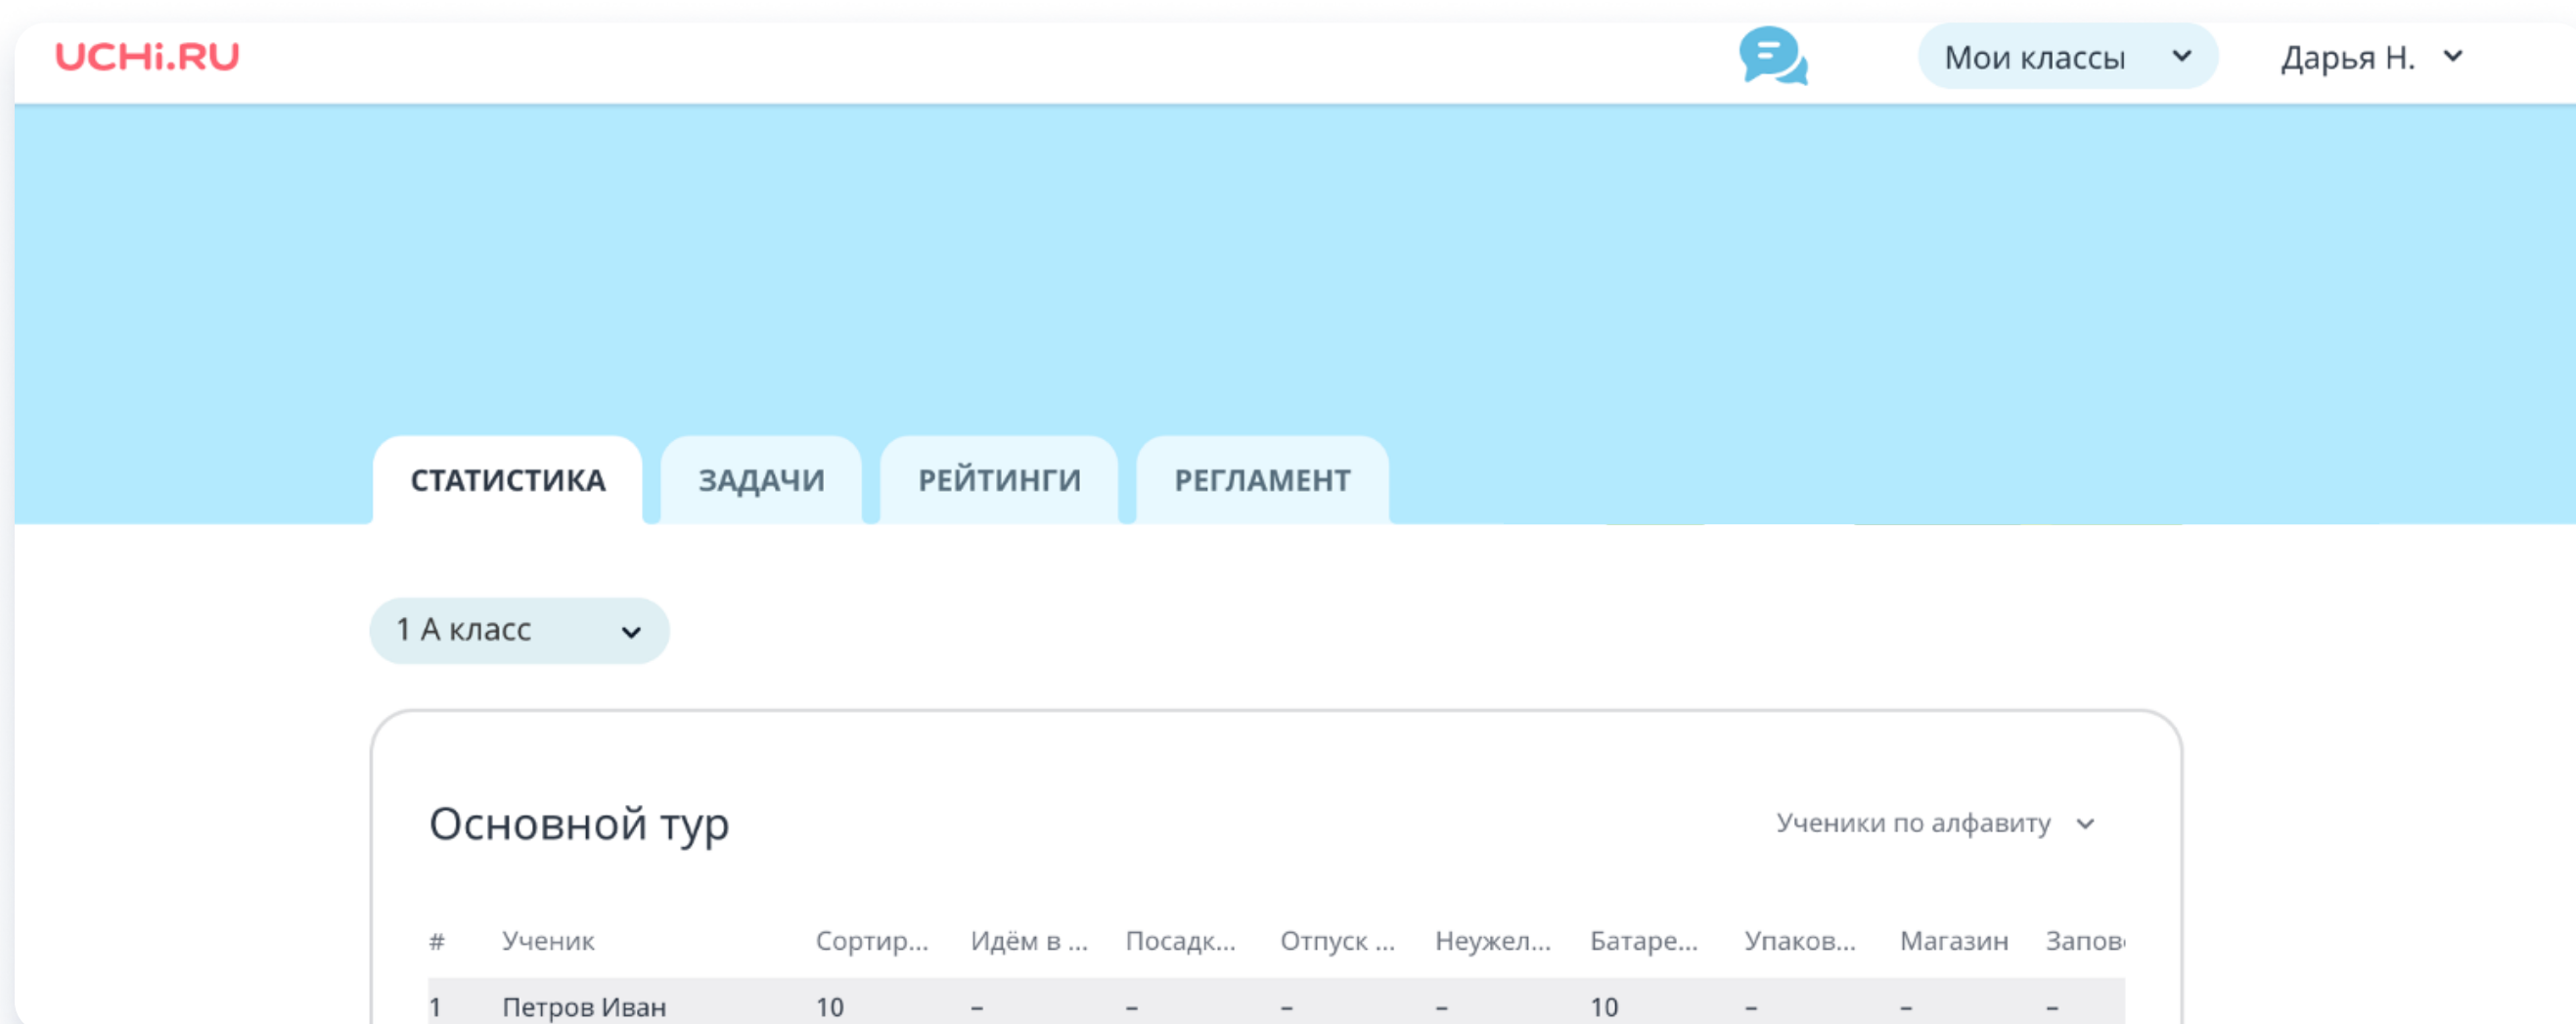 UCHi.RU Мои классы Дарья Н.
СТАТИСТИКА ЗАДАЧИ РЕЙТИНГИ РЕГЛАМЕНТ
1 А класс
Основной тур Ученики по алфавиту
# Ученик Сортир... Идём в ... Посадк... Отпуск ... Неужел... Батаре... Упаков... Магазин Запов
1 Петров Иван 10 – – – – 10 – – –